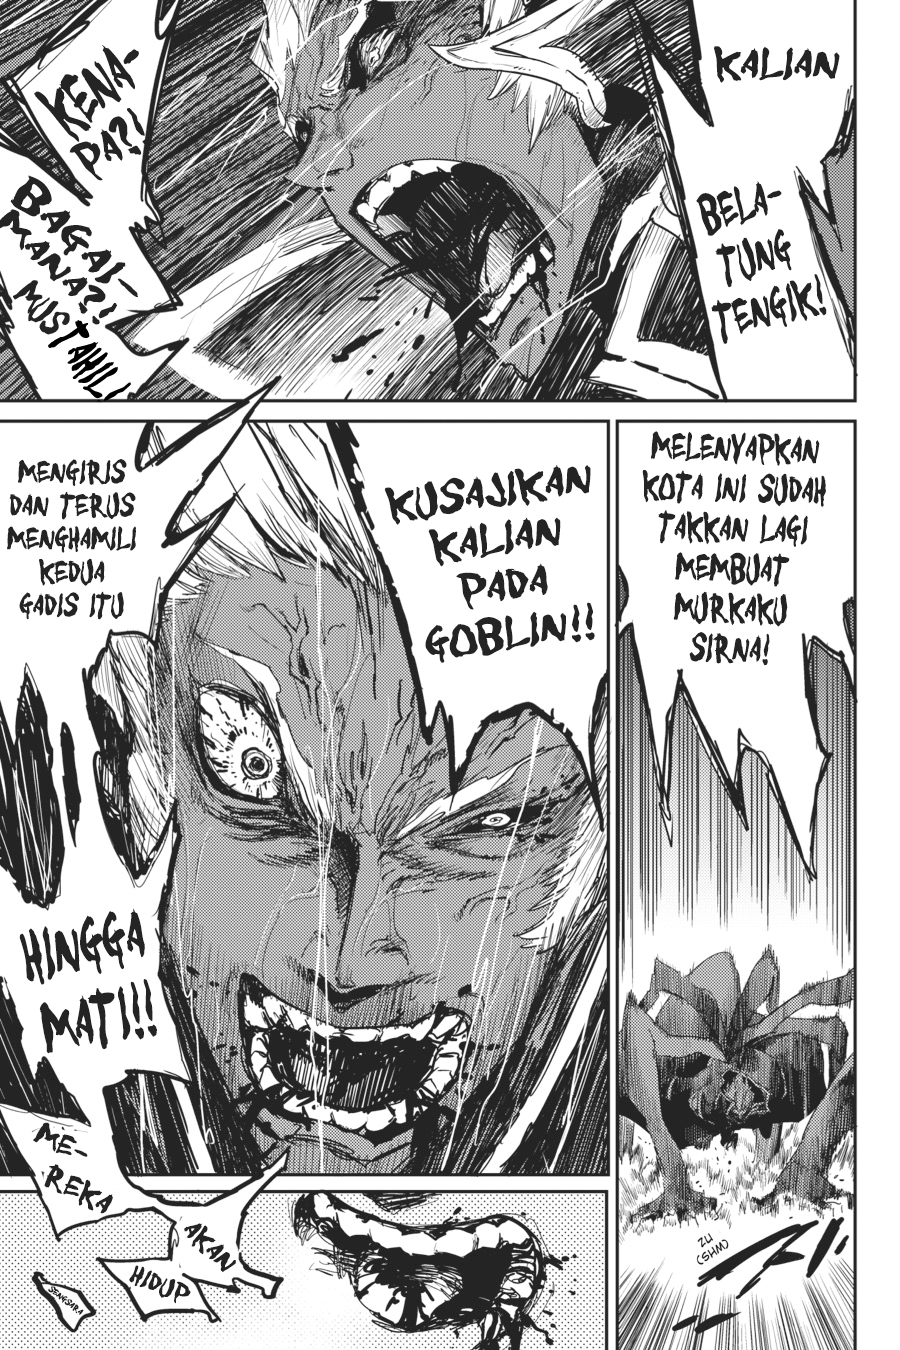 KALIAN
BELA-
TUNG
TENGIK!
KENA-
PA?!
BAGAI-
MANA?!
MUSTAHIL!
MELENYAPKAN
KOTA INI SUDAH
TAKKAN LAGI
MEMBUAT
MURKAKU
SIRNA!
ZU
(SHM)
KUSAJIKAN
KALIAN
PADA
GOBLIN!!
MENGIRIS
DAN TERUS
MENGHAMILI
KEDUA
GADIS ITU
HINGGA
MATI!!!
ME-
REKA
AKAN
HIDUP
SENGSARA